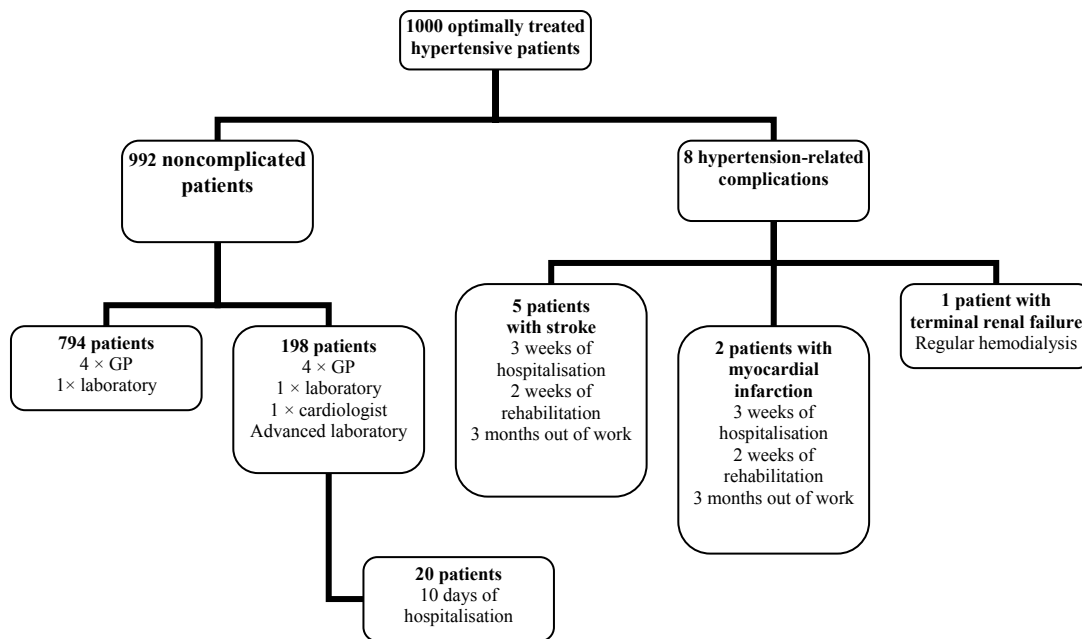 1000 optimally treated
hypertensive patients
992 noncomplicated
patients
8 hypertension-related
complications
794 patients
4 × GP
1× laboratory
198 patients
4 × GP
1 × laboratory
1 × cardiologist
Advanced laboratory
5 patients
with stroke
3 weeks of
hospitalisation
2 weeks of
rehabilitation
3 months out of work
2 patients with
myocardial
infarction
3 weeks of
hospitalisation
2 weeks of
rehabilitation
3 months out of work
1 patient with
terminal renal failure
Regular hemodialysis
20 patients
10 days of
hospitalisation